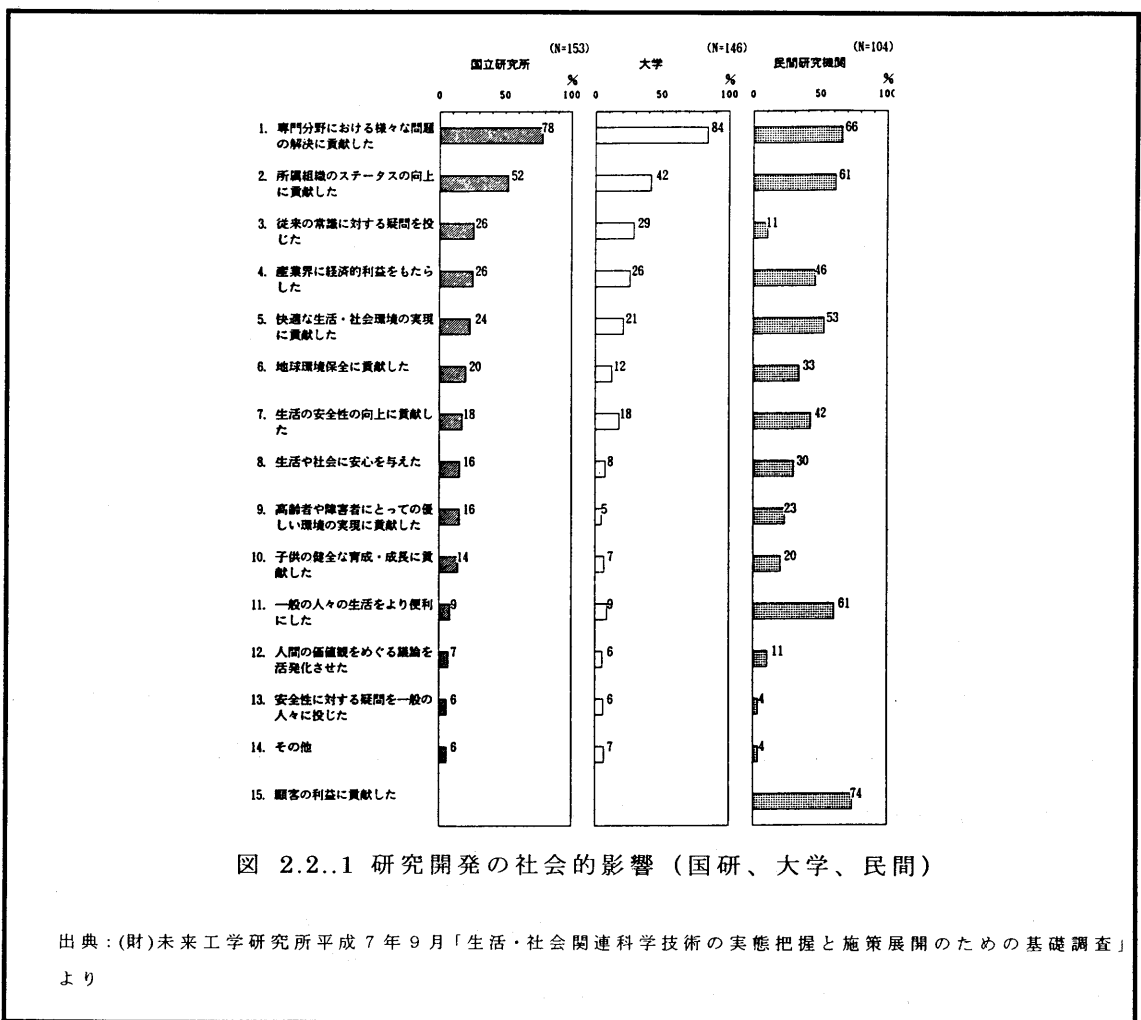 (N=153) (N=146) (N=104)
国立研究所 大学 民間研究機関
% % %
0 50 100 0 50 100 0 50 100
1. 専門分野における様々な問題
の解決に貢献した
78 84 66
2. 所属組織のステータスの向上
に貢献した
52 42 61
3. 従来の常識に対する疑問を投
じた
26 29 11
4. 産業界に経済的利益をもたら
した
26 26 46
5. 快適な生活・社会環境の実現
に貢献した
24 21 53
6. 地球環境保全に貢献した
20 12 33
7. 生活の安全性の向上に貢献し
た
18 18 42
8. 生活や社会に安心を与えた
16 8 30
9. 高齢者や障害者にとっての優
しい環境の実現に貢献した
16 5 23
10. 子供の健全な育成・成長に貢
献した
14 7 20
11. 一般の人々の生活をより便利
にした
9 9 61
12. 人間の価値観をめぐる議論を
活発化させた
7 6 11
13. 安全性に対する疑問を一般の
人々に投じた
6 6 4
14. その他
6 7 4
15. 顧客の利益に貢献した
74
図 2.2..1 研究開発の社会的影響 (国研、大学、民間)
出典:(財)未来工学研究所平成7年9月「生活・社会関連科学技術の実態把握と施策展開のための基礎調査」
より